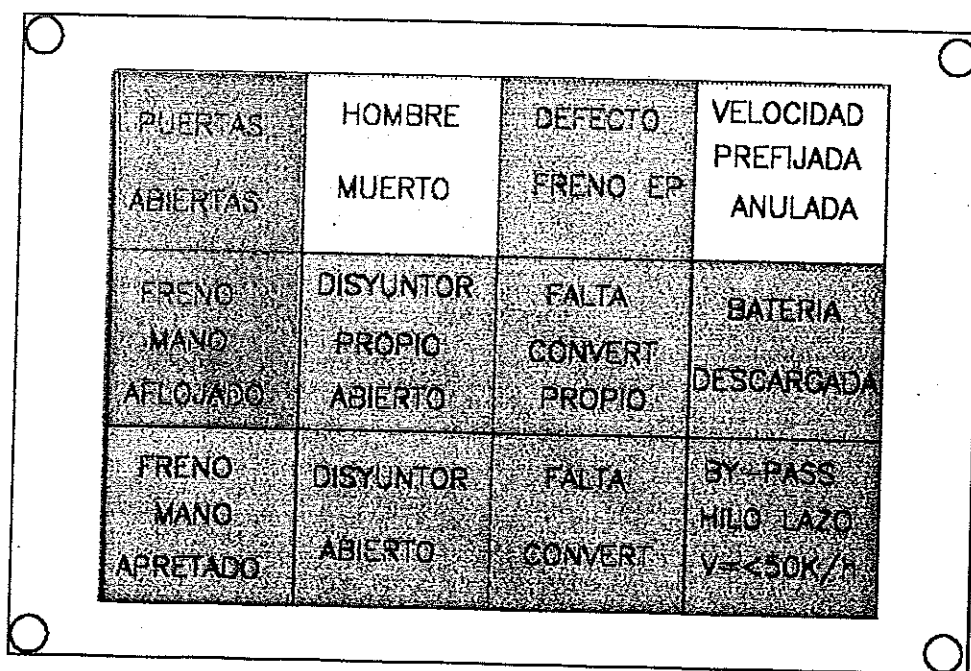 PUERTAS
ABIERTAS
HOMBRE
MUERTO
DEFECTO
FRENO EP
VELOCIDAD
PREFIJADA
ANULADA
FRENO
MANO
AFLOJADO
DISYUNTOR
PROPIO
ABIERTO
FALTA
CONVERT
PROPIO
BATERIA
DESCARGADA
FRENO
MANO
APRETADO
DISYUNTOR
ABIERTO
FALTA
CONVERT
BY-PASS
HILO LAZO
V=<50K/H